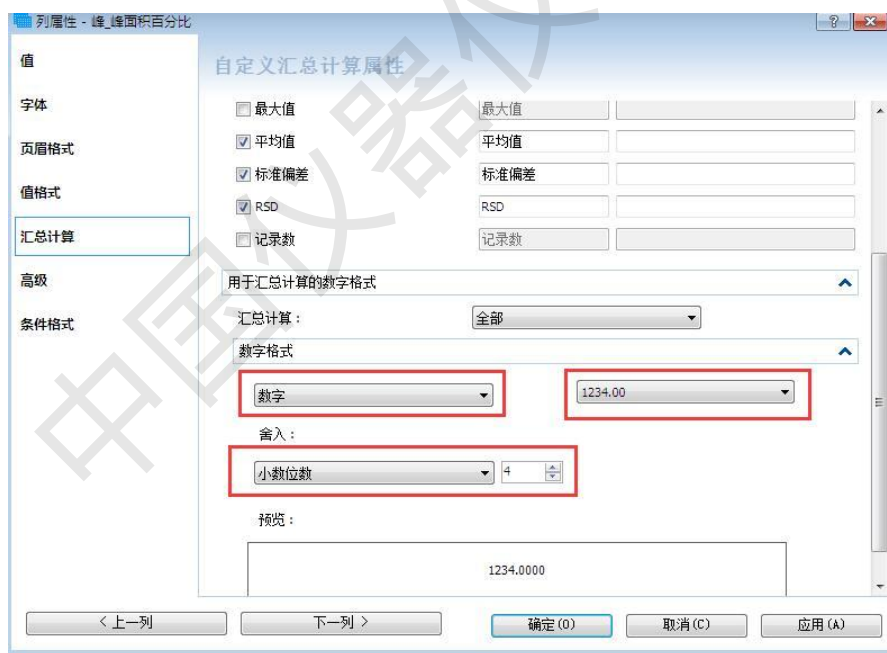 列属性 - 峰_峰面积百分比
值
字体
页眉格式
值格式
汇总计算
高级
条件格式
自定义汇总计算属性
最大值 最大值
平均值 平均值
标准偏差 标准偏差
RSD RSD
记录数 记录数
用于汇总计算的数字格式
汇总计算： 全部
数字格式
数字 1234.00
舍入：
小数位数 4
预览：
1234.0000
< 上一列 下一列 > 确定(O) 取消(C) 应用(A)
中国仪器仪